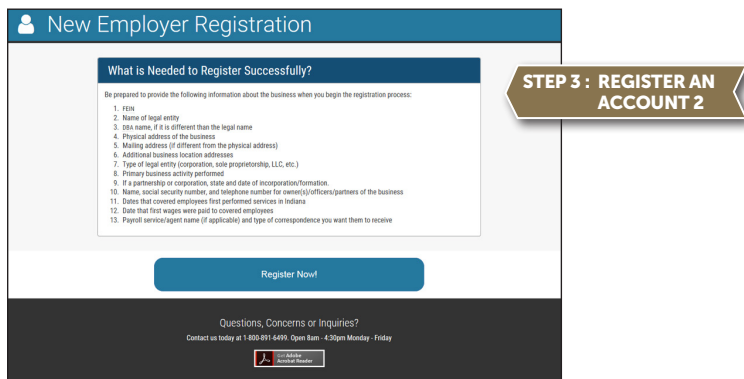 New Employer Registration
What is Needed to Register Successfully?
Be prepared to provide the following information about the business when you begin the registration process:
1. FEIN
2. Name of legal entity
3. DBA name, if it is different than the legal name
4. Physical address of the business
5. Mailing address (if different from the physical address)
6. Additional business location addresses
7. Type of legal entity (corporation, sole proprietorship, LLC, etc.)
8. Primary business activity performed
9. If a partnership or corporation, state and date of incorporation/formation.
10. Name, social security number, and telephone number for owner(s)/officers/partners of the business
11. Dates that covered employees first performed services in Indiana
12. Date that first wages were paid to covered employees
13. Payroll service/agent name (if applicable) and type of correspondence you want them to receive
STEP 3 : REGISTER AN
ACCOUNT 2
Register Now!
Questions, Concerns or Inquiries?
Contact us today at 1-800-891-6499. Open 8am - 4:30pm Monday - Friday
Get Adobe
Acrobat Reader